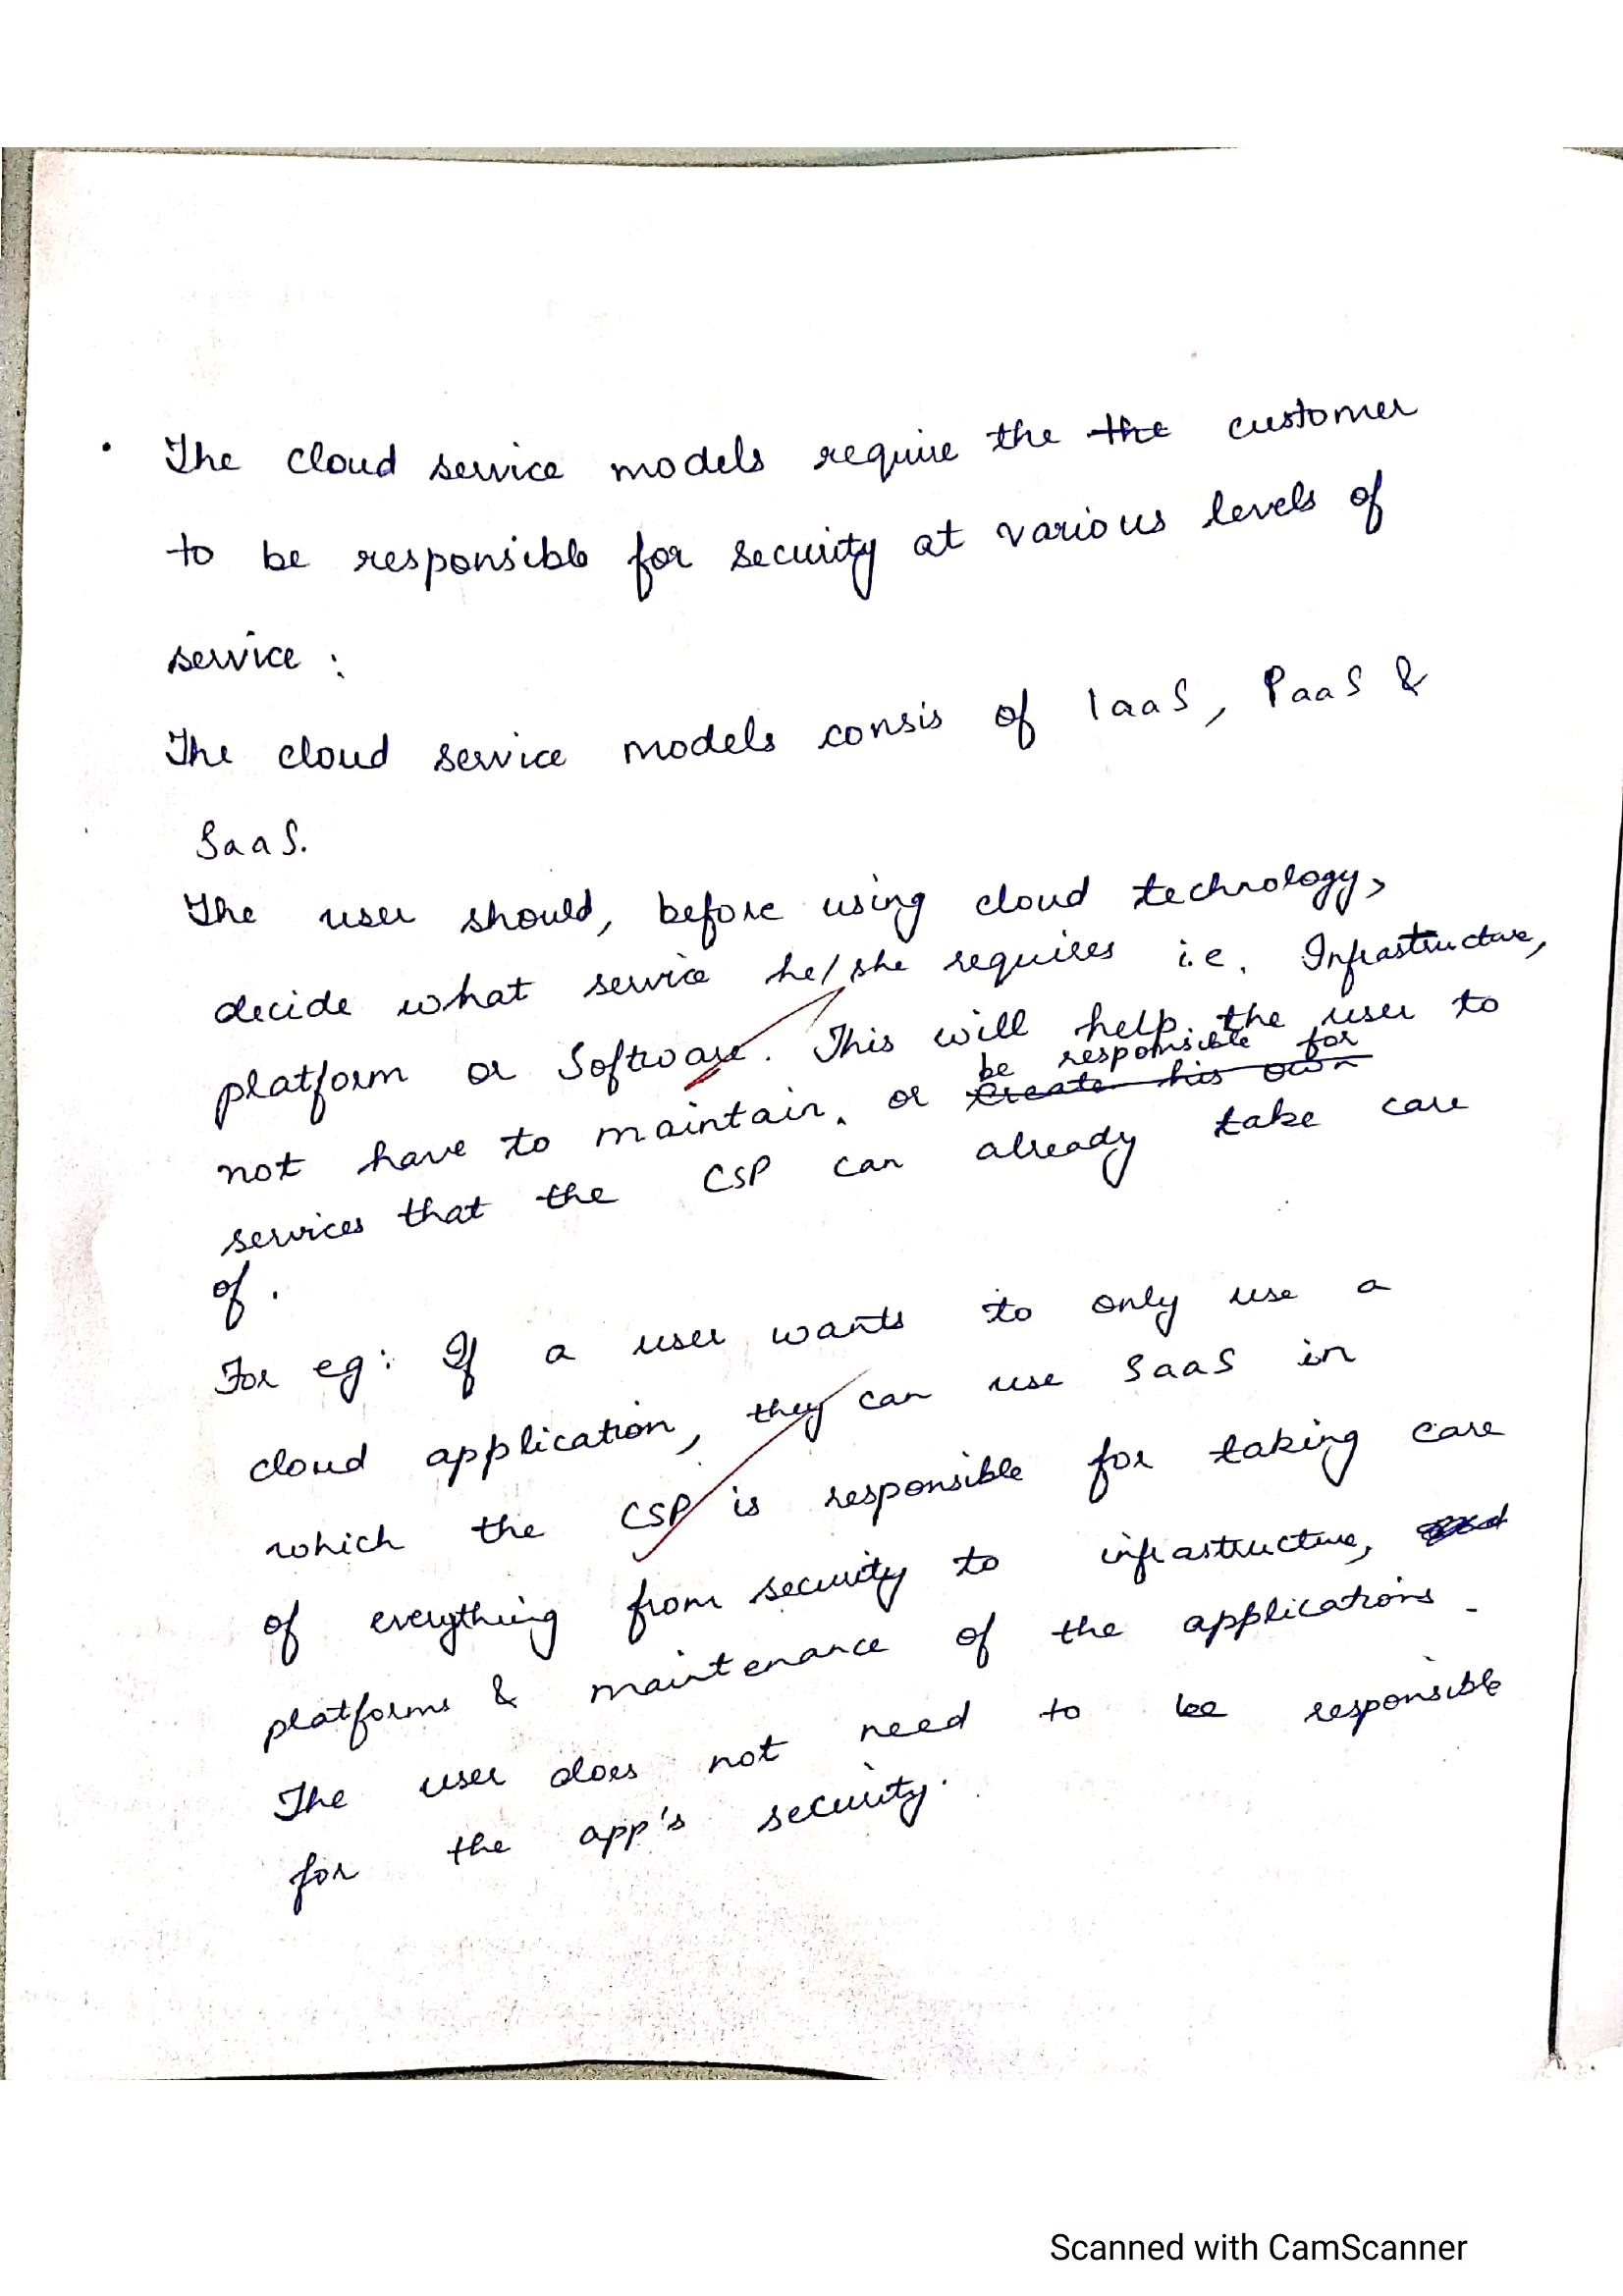 · The cloud service models require the the customer
to be responsible for security at various levels of
service :
The cloud service models consis of IaaS, PaaS &
SaaS.
The user should, before using cloud technology,
decide what service he/she requires i.e. Infrastructure,
platform or Software. This will help the user to
be responsible for
not have to maintain, or create his own
services that the CSP can already take care
of.
For eg: If a user wants to only use a
cloud application, they can use SaaS in
which the CSP is responsible for taking care
of everything from security to infrastructure,
platforms & maintenance of the applications.
The user does not need to be responsible
for the app's security.
Scanned with CamScanner